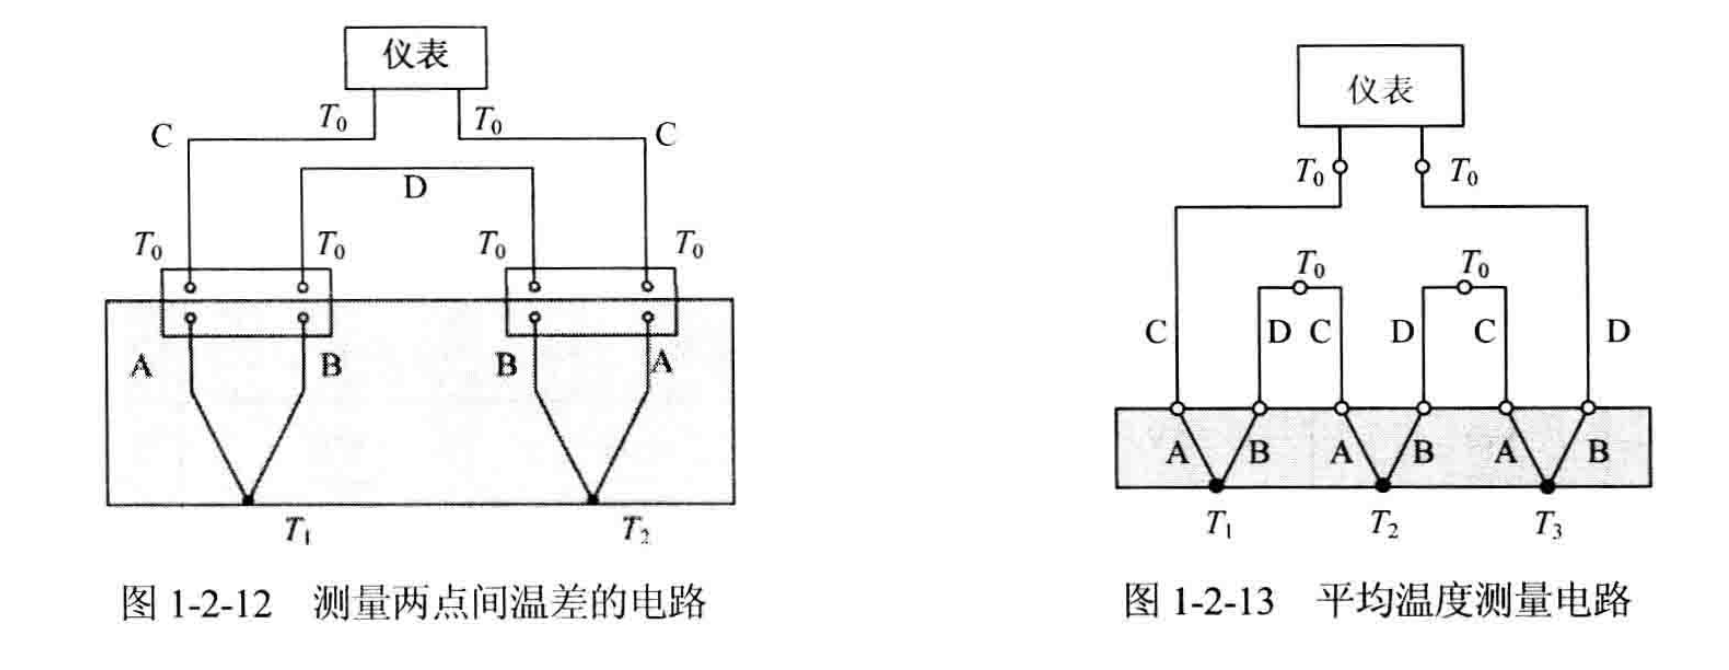 仪表
T₀
T₀
C
C
D
T₀
T₀
T₀
T₀
A
B
B
A
T₁
T₂
图 1-2-12 测量两点间温差的电路
仪表
T₀
T₀
T₀
T₀
C
D
C
D
C
D
A
B
A
B
A
B
T₁
T₂
T₃
图 1-2-13 平均温度测量电路